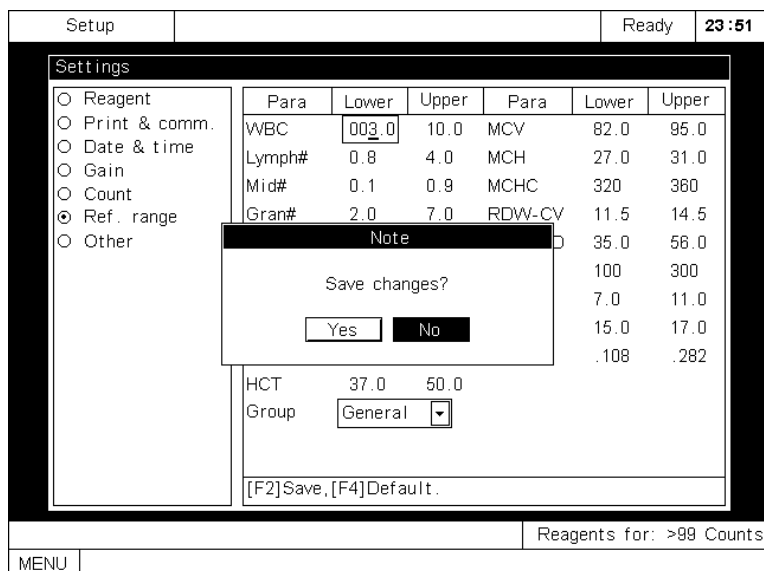 Setup Ready 23:51
Settings
Reagent
Print & comm.
Date & time
Gain
Count
Ref. range
Other
Para Lower Upper Para Lower Upper
WBC 003.0 10.0 MCV 82.0 95.0
Lymph# 0.8 4.0 MCH 27.0 31.0
Mid# 0.1 0.9 MCHC 320 360
Gran# 2.0 7.0 RDW-CV 11.5 14.5
35.0 56.0
100 300
7.0 11.0
15.0 17.0
.108 .282
HCT 37.0 50.0
Group General
Note
Save changes?
Yes No
[F2]Save,[F4]Default.
Reagents for: >99 Counts
MENU